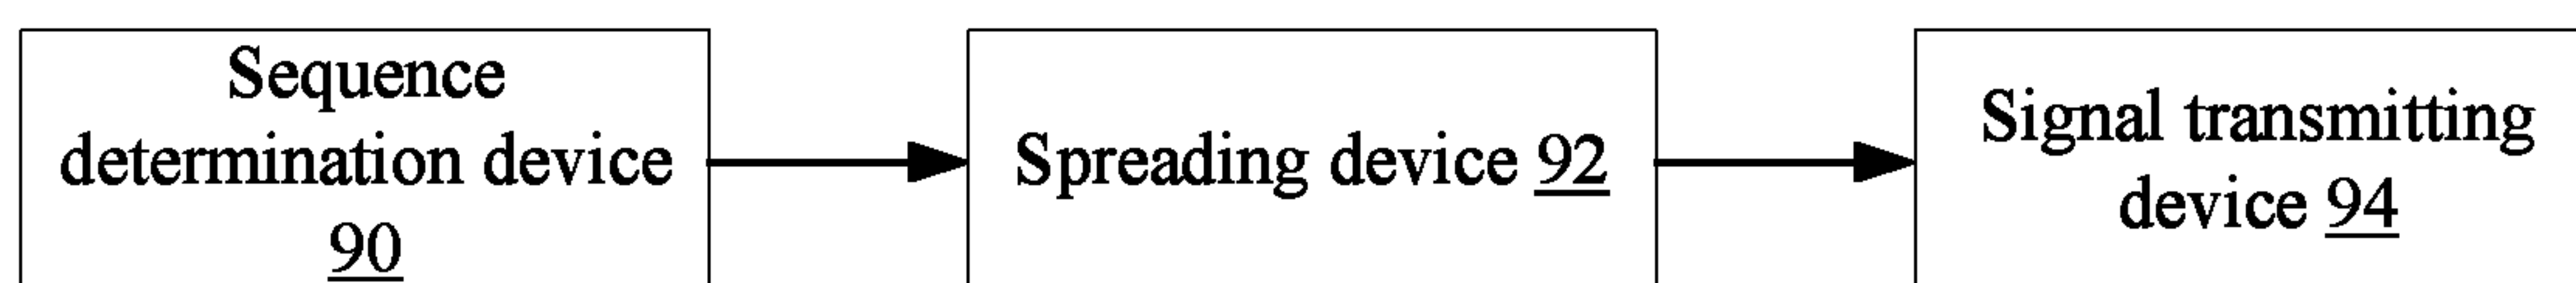 Sequence
determination device
90
Spreading device 92
Signal transmitting
device 94